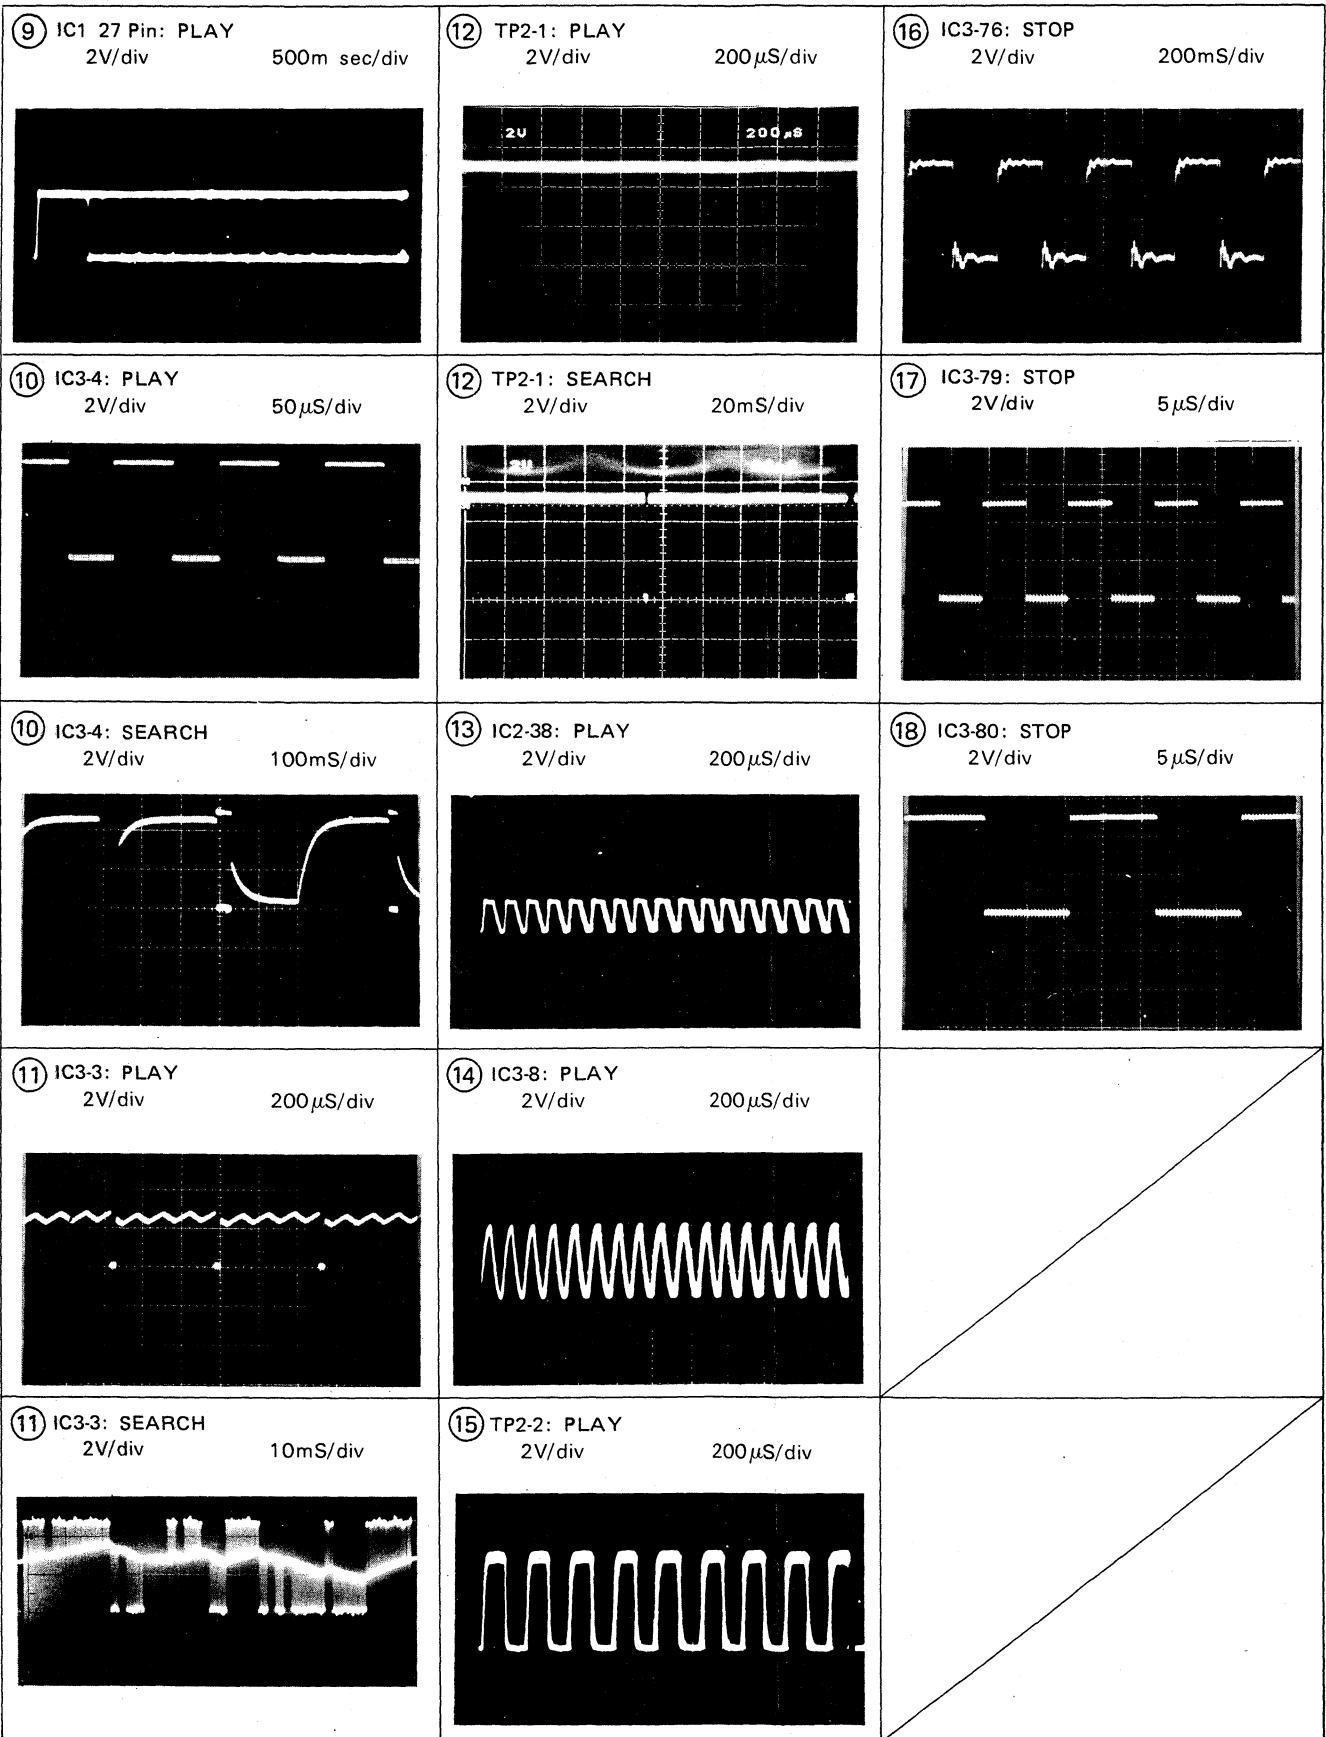 ⑨ IC1 27 Pin: PLAY
2V/div 500m sec/div
⑩ IC3-4: PLAY
2V/div 50μS/div
⑩ IC3-4: SEARCH
2V/div 100mS/div
⑪ IC3-3: PLAY
2V/div 200μS/div
⑪ IC3-3: SEARCH
2V/div 10mS/div
⑫ TP2-1: PLAY
2V/div 200μS/div
2V 200μS
⑫ TP2-1: SEARCH
2V/div 20mS/div
2V
⑬ IC2-38: PLAY
2V/div 200μS/div
⑭ IC3-8: PLAY
2V/div 200μS/div
⑮ TP2-2: PLAY
2V/div 200μS/div
⑯ IC3-76: STOP
2V/div 200mS/div
⑰ IC3-79: STOP
2V/div 5μS/div
⑱ IC3-80: STOP
2V/div 5μS/div